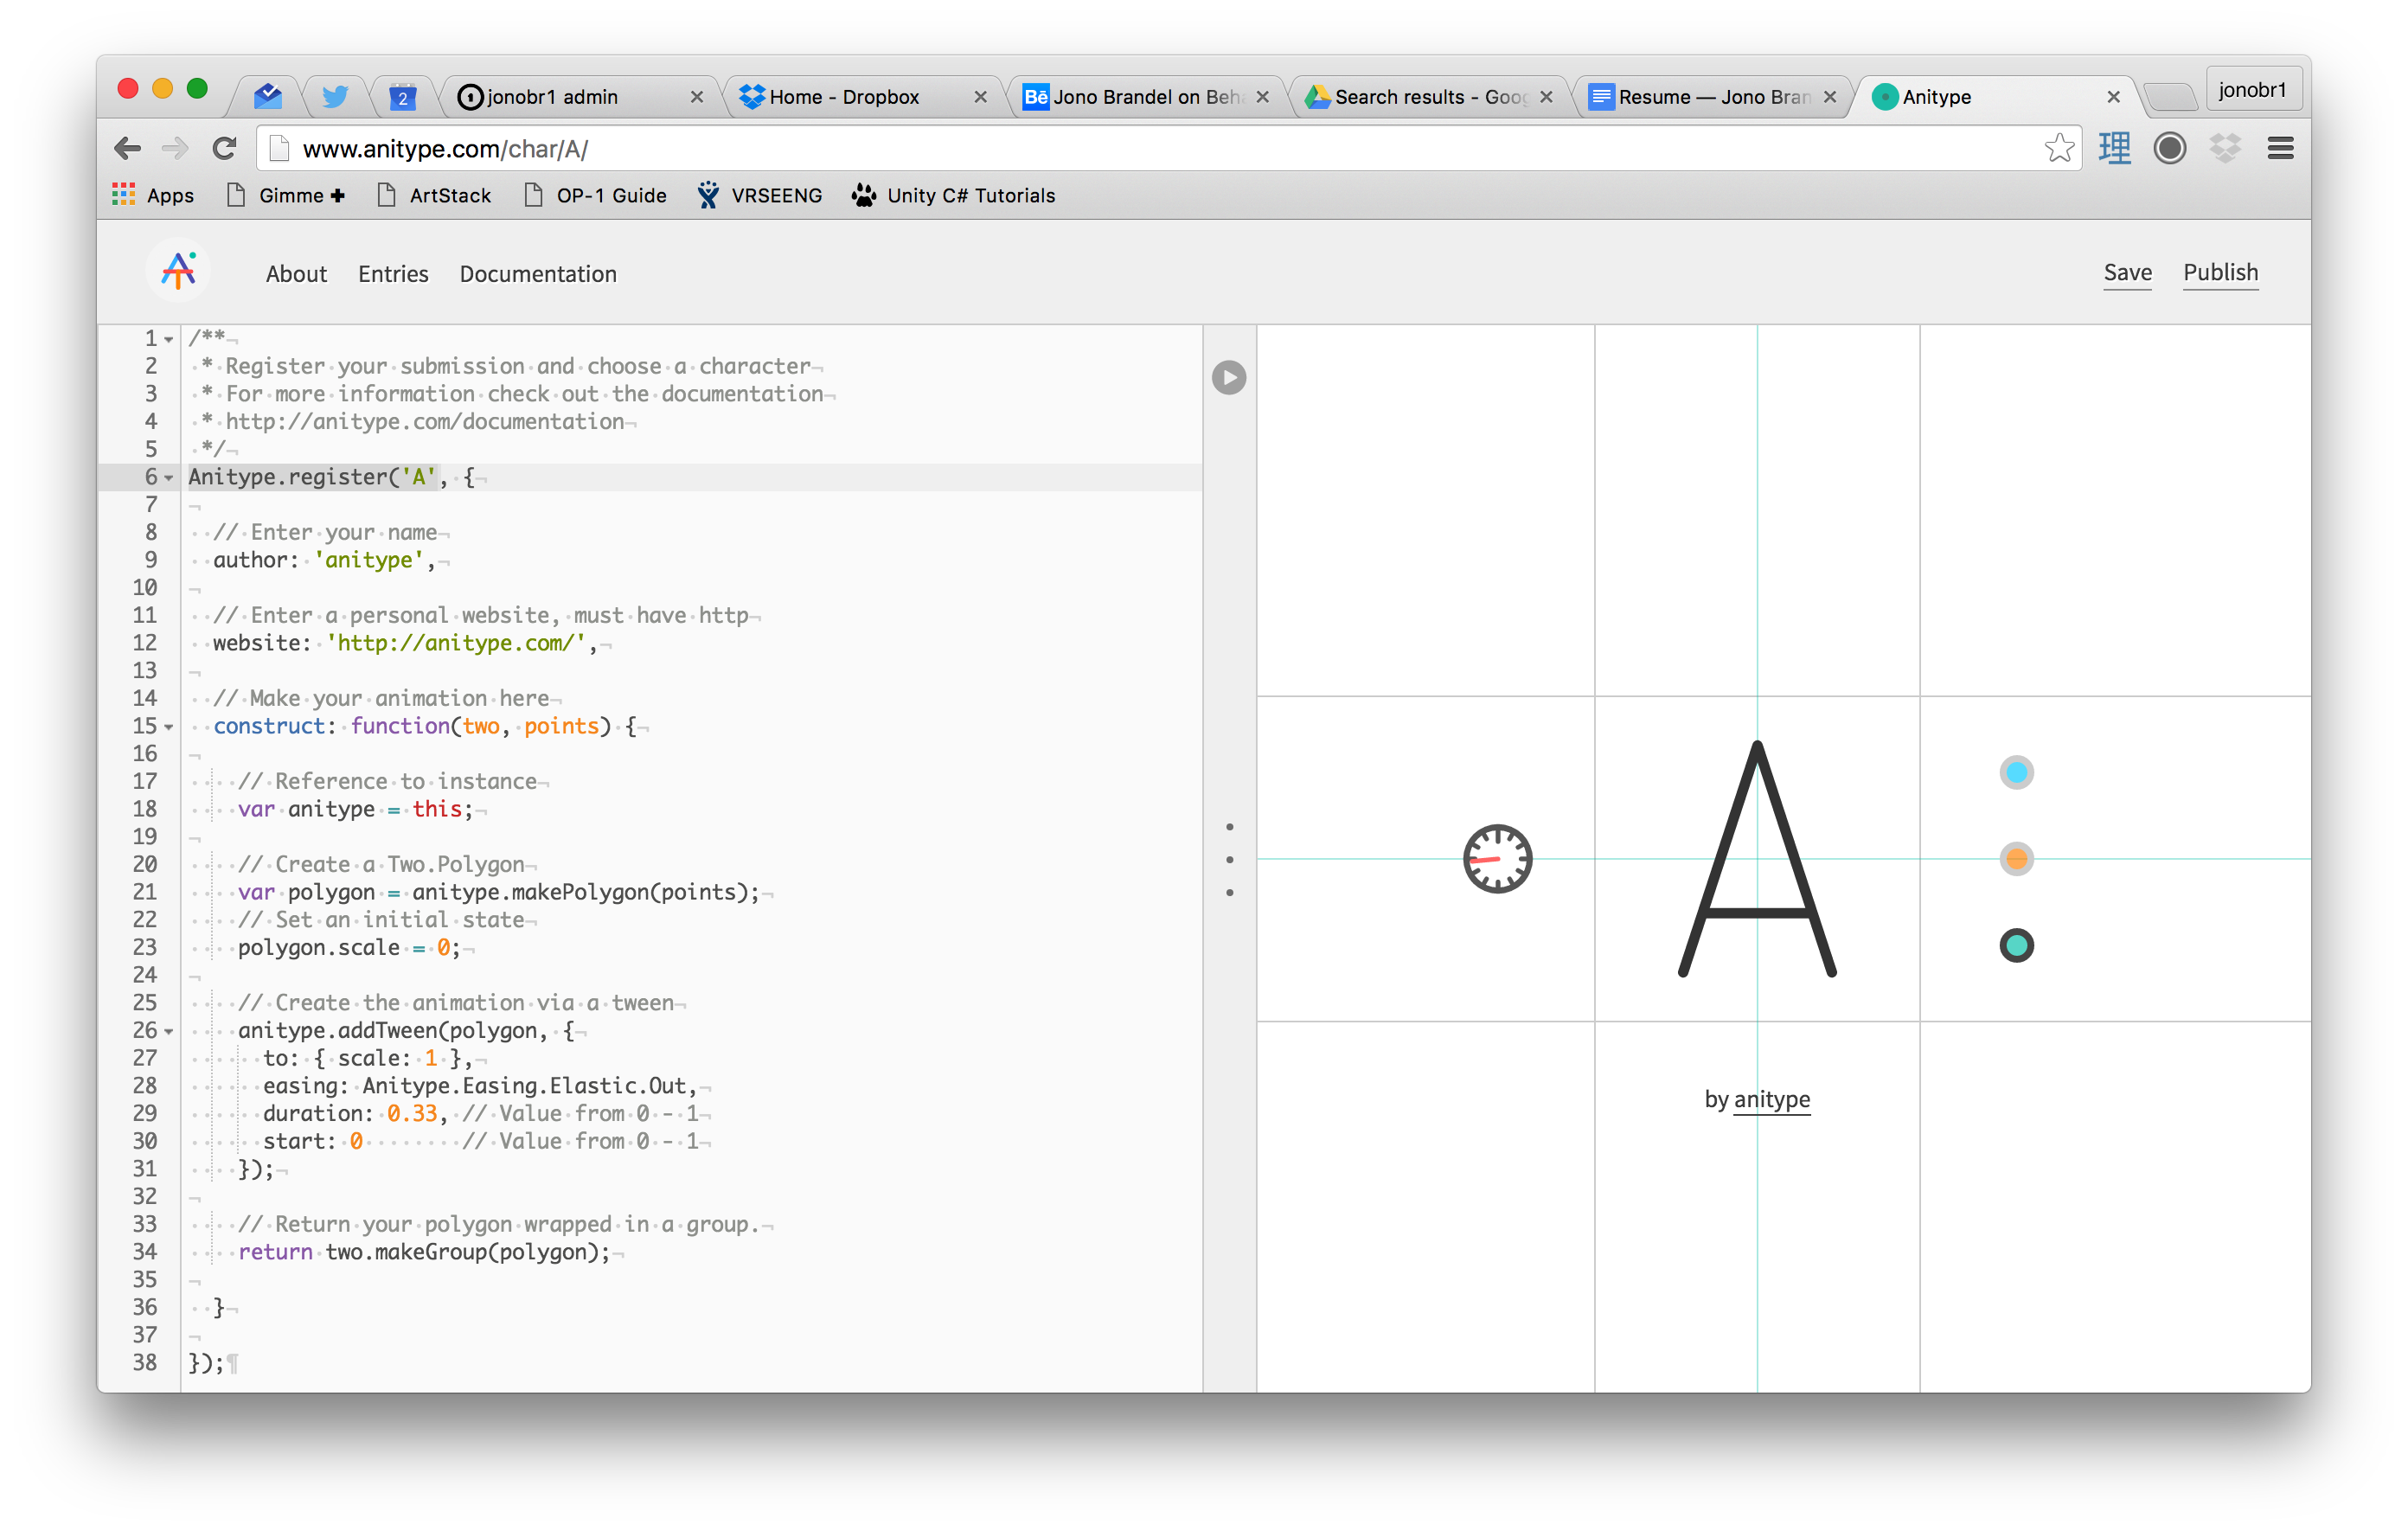 jonobr1 admin
Home - Dropbox
Bē Jono Brandel on Beh
Search results - Goog
Resume — Jono Bran
Anitype
jonobr1
2
www.anitype.com/char/A/
理
Apps
Gimme ✚
ArtStack
OP-1 Guide
VRSEENG
Unity C# Tutorials
About
Entries
Documentation
Save
Publish
1 /**
2  * Register your submission and choose a character
3  * For more information check out the documentation
4  * http://anitype.com/documentation
5  */
6 Anitype.register('A', {
7
8   // Enter your name
9   author: 'anitype',
10
11   // Enter a personal website, must have http
12   website: 'http://anitype.com/',
13
14   // Make your animation here
15   construct: function(two, points) {
16
17     // Reference to instance
18     var anitype = this;
19
20     // Create a Two.Polygon
21     var polygon = anitype.makePolygon(points);
22     // Set an initial state
23     polygon.scale = 0;
24
25     // Create the animation via a tween
26     anitype.addTween(polygon, {
27       to: { scale: 1 },
28       easing: Anitype.Easing.Elastic.Out,
29       duration: 0.33, // Value from 0 - 1
30       start: 0        // Value from 0 - 1
31     });
32
33     // Return your polygon wrapped in a group.
34     return two.makeGroup(polygon);
35
36   }
37
38 });
A
by anitype